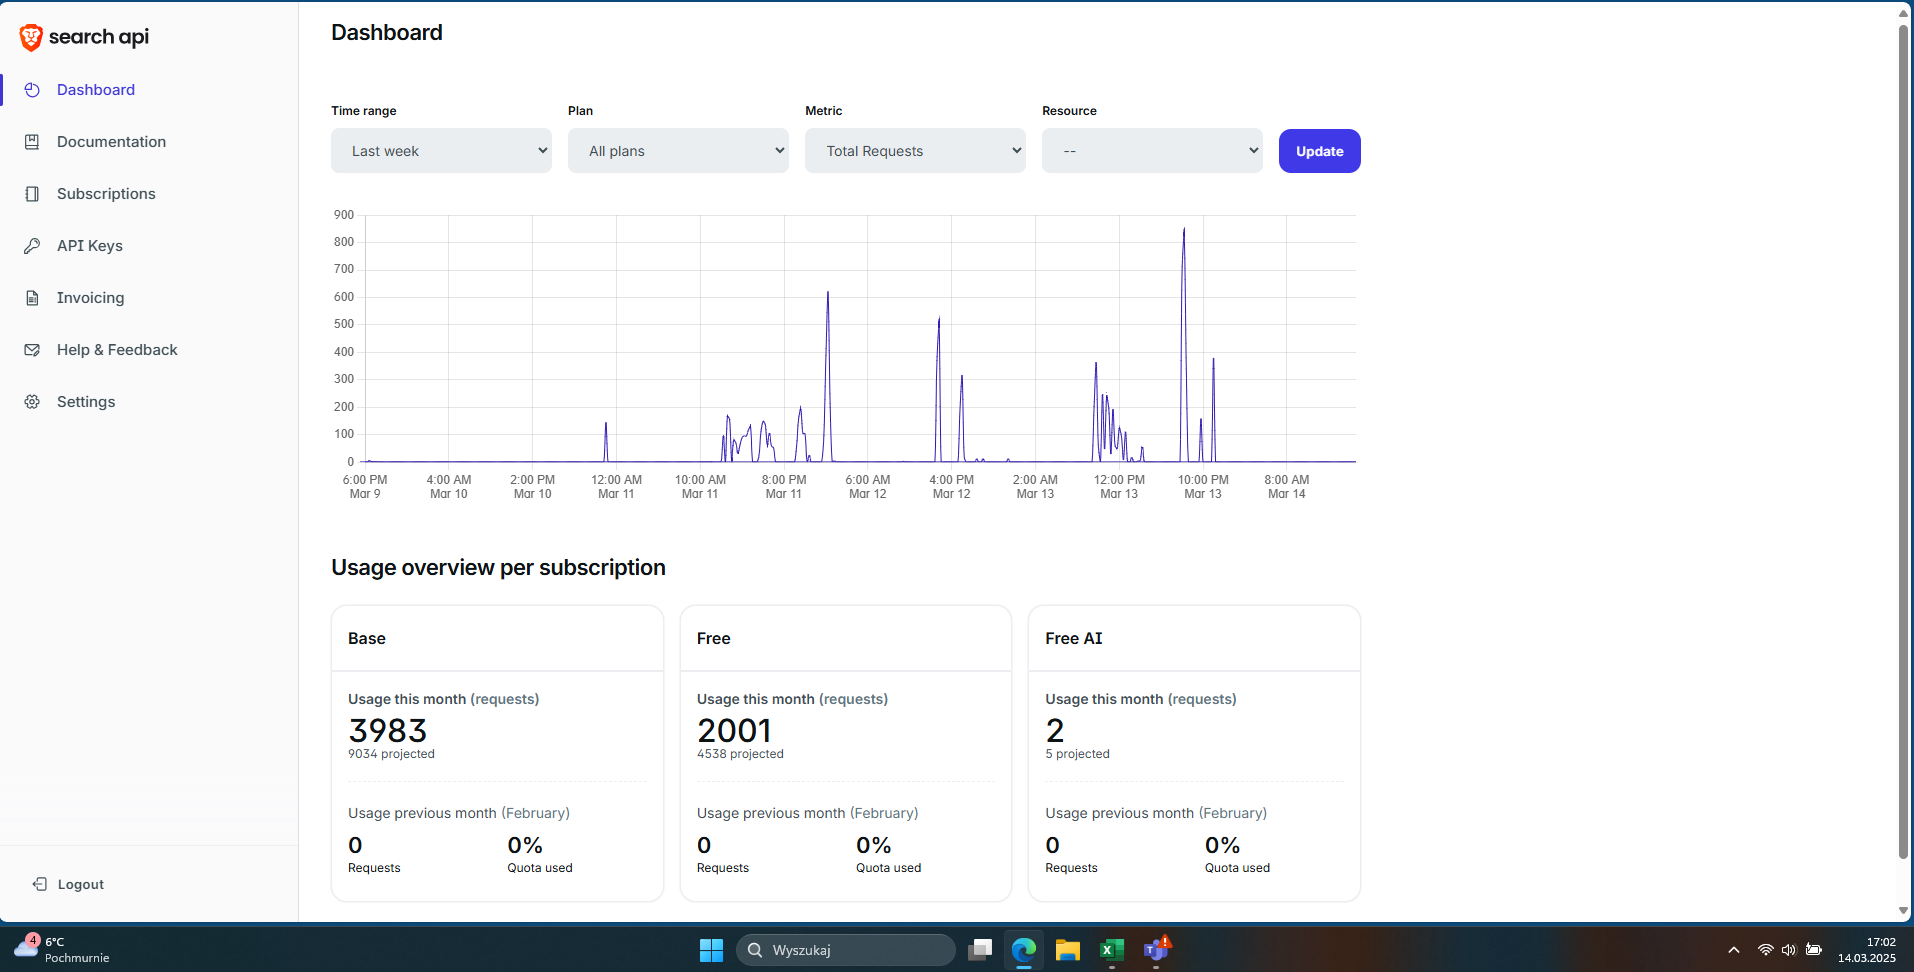 search api
Dashboard
Documentation
Subscriptions
API Keys
Invoicing
Help & Feedback
Settings
Logout
Dashboard
Time range
Plan
Metric
Resource
Last week
All plans
Total Requests
--
Update
900
800
700
600
500
400
300
200
100
0
6:00 PM
Mar 9
4:00 AM
Mar 10
2:00 PM
Mar 10
12:00 AM
Mar 11
10:00 AM
Mar 11
8:00 PM
Mar 11
6:00 AM
Mar 12
4:00 PM
Mar 12
2:00 AM
Mar 13
12:00 PM
Mar 13
10:00 PM
Mar 13
8:00 AM
Mar 14
Usage overview per subscription
Base
Usage this month (requests)
3983
9034 projected
Usage previous month (February)
0 0%
Requests Quota used
Free
Usage this month (requests)
2001
4538 projected
Usage previous month (February)
0 0%
Requests Quota used
Free AI
Usage this month (requests)
2
5 projected
Usage previous month (February)
0 0%
Requests Quota used
4
6°C
Pochmurnie
Wyszukaj
17:02
14.03.2025